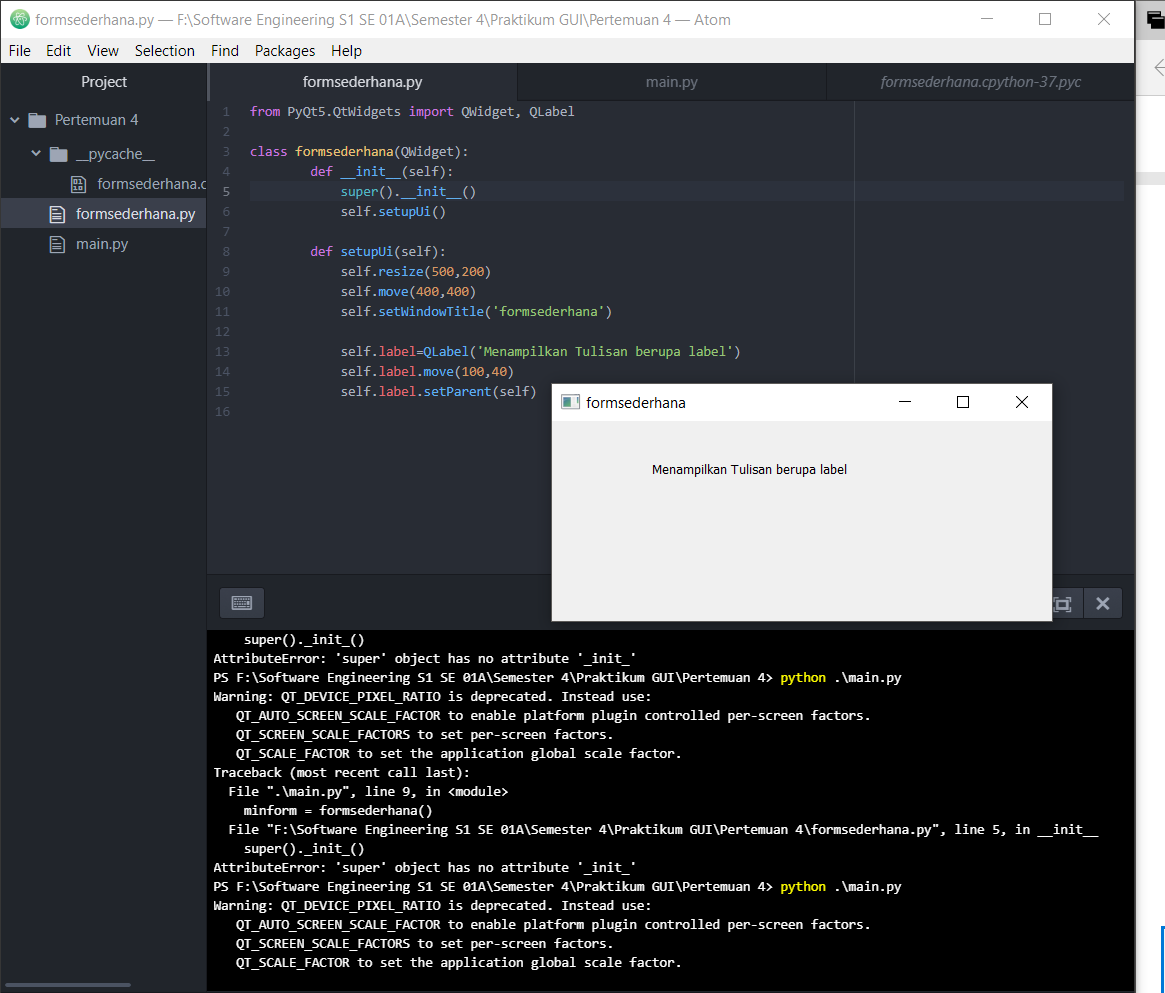 formsederhana.py — F:\Software Engineering S1 SE 01A\Semester 4\Praktikum GUI\Pertemuan 4 — Atom
File Edit View Selection Find Packages Help
Project
formsederhana.py main.py formsederhana.cpython-37.pyc
Pertemuan 4
__pycache__
formsederhana.c
formsederhana.py
main.py
1 from PyQt5.QtWidgets import QWidget, QLabel
2
3 class formsederhana(QWidget):
4 def __init__(self):
5 super().__init__()
6 self.setupUi()
7
8 def setupUi(self):
9 self.resize(500,200)
10 self.move(400,400)
11 self.setWindowTitle('formsederhana')
12
13 self.label=QLabel('Menampilkan Tulisan berupa label')
14 self.label.move(100,40)
15 self.label.setParent(self)
16
formsederhana
Menampilkan Tulisan berupa label
super()._init_()
AttributeError: 'super' object has no attribute '_init_'
PS F:\Software Engineering S1 SE 01A\Semester 4\Praktikum GUI\Pertemuan 4> python .\main.py
Warning: QT_DEVICE_PIXEL_RATIO is deprecated. Instead use:
QT_AUTO_SCREEN_SCALE_FACTOR to enable platform plugin controlled per-screen factors.
QT_SCREEN_SCALE_FACTORS to set per-screen factors.
QT_SCALE_FACTOR to set the application global scale factor.
Traceback (most recent call last):
File ".\main.py", line 9, in <module>
minform = formsederhana()
File "F:\Software Engineering S1 SE 01A\Semester 4\Praktikum GUI\Pertemuan 4\formsederhana.py", line 5, in __init__
super()._init_()
AttributeError: 'super' object has no attribute '_init_'
PS F:\Software Engineering S1 SE 01A\Semester 4\Praktikum GUI\Pertemuan 4> python .\main.py
Warning: QT_DEVICE_PIXEL_RATIO is deprecated. Instead use:
QT_AUTO_SCREEN_SCALE_FACTOR to enable platform plugin controlled per-screen factors.
QT_SCREEN_SCALE_FACTORS to set per-screen factors.
QT_SCALE_FACTOR to set the application global scale factor.